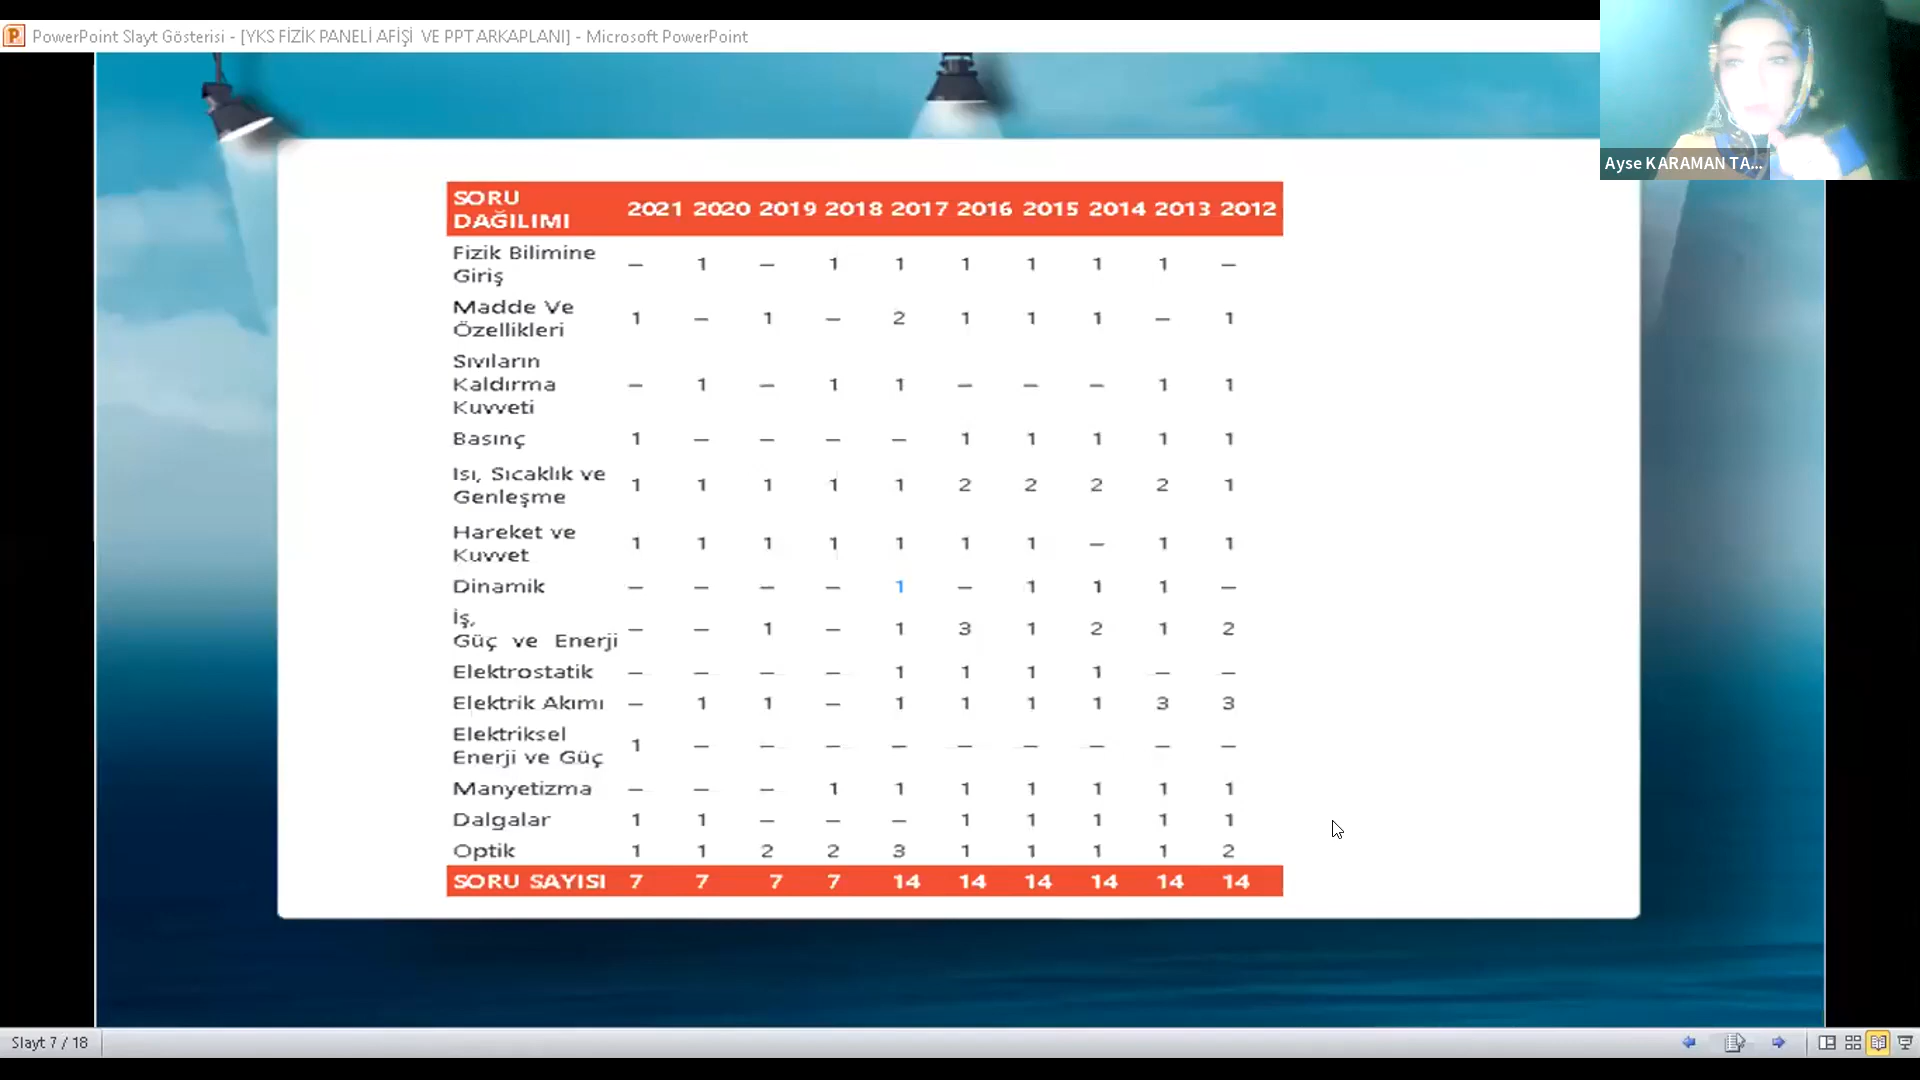 PowerPoint Slayt Gösterisi - [YKS FİZİK PANELİ AFİŞİ VE PPT ARKAPLANI] - Microsoft PowerPoint
Ayse KARAMAN TA...
SORU
DAĞILIMI 2021 2020 2019 2018 2017 2016 2015 2014 2013 2012
Fizik Bilimine
Giriş – 1 – 1 1 1 1 1 1 –
Madde Ve
Özellikleri 1 – 1 – 2 1 1 1 – 1
Sıvıların
Kaldırma – 1 – 1 1 – – – 1 1
Kuvveti
Basınç 1 – – – – 1 1 1 1 1
Isı, Sıcaklık ve
Genleşme 1 1 1 1 1 2 2 2 2 1
Hareket ve
Kuvvet 1 1 1 1 1 1 1 – 1 1
Dinamik – – – – 1 – 1 1 1 –
İş,
Güç ve Enerji – – 1 – 1 3 1 2 1 2
Elektrostatik – – – – 1 1 1 1 – –
Elektrik Akımı – 1 1 – 1 1 1 1 3 3
Elektriksel
Enerji ve Güç 1 – – – – – – – – –
Manyetizma – – – 1 1 1 1 1 1 1
Dalgalar 1 1 – – – 1 1 1 1 1
Optik 1 1 2 2 3 1 1 1 1 2
SORU SAYISI 7 7 7 7 14 14 14 14 14 14
Slayt 7 / 18